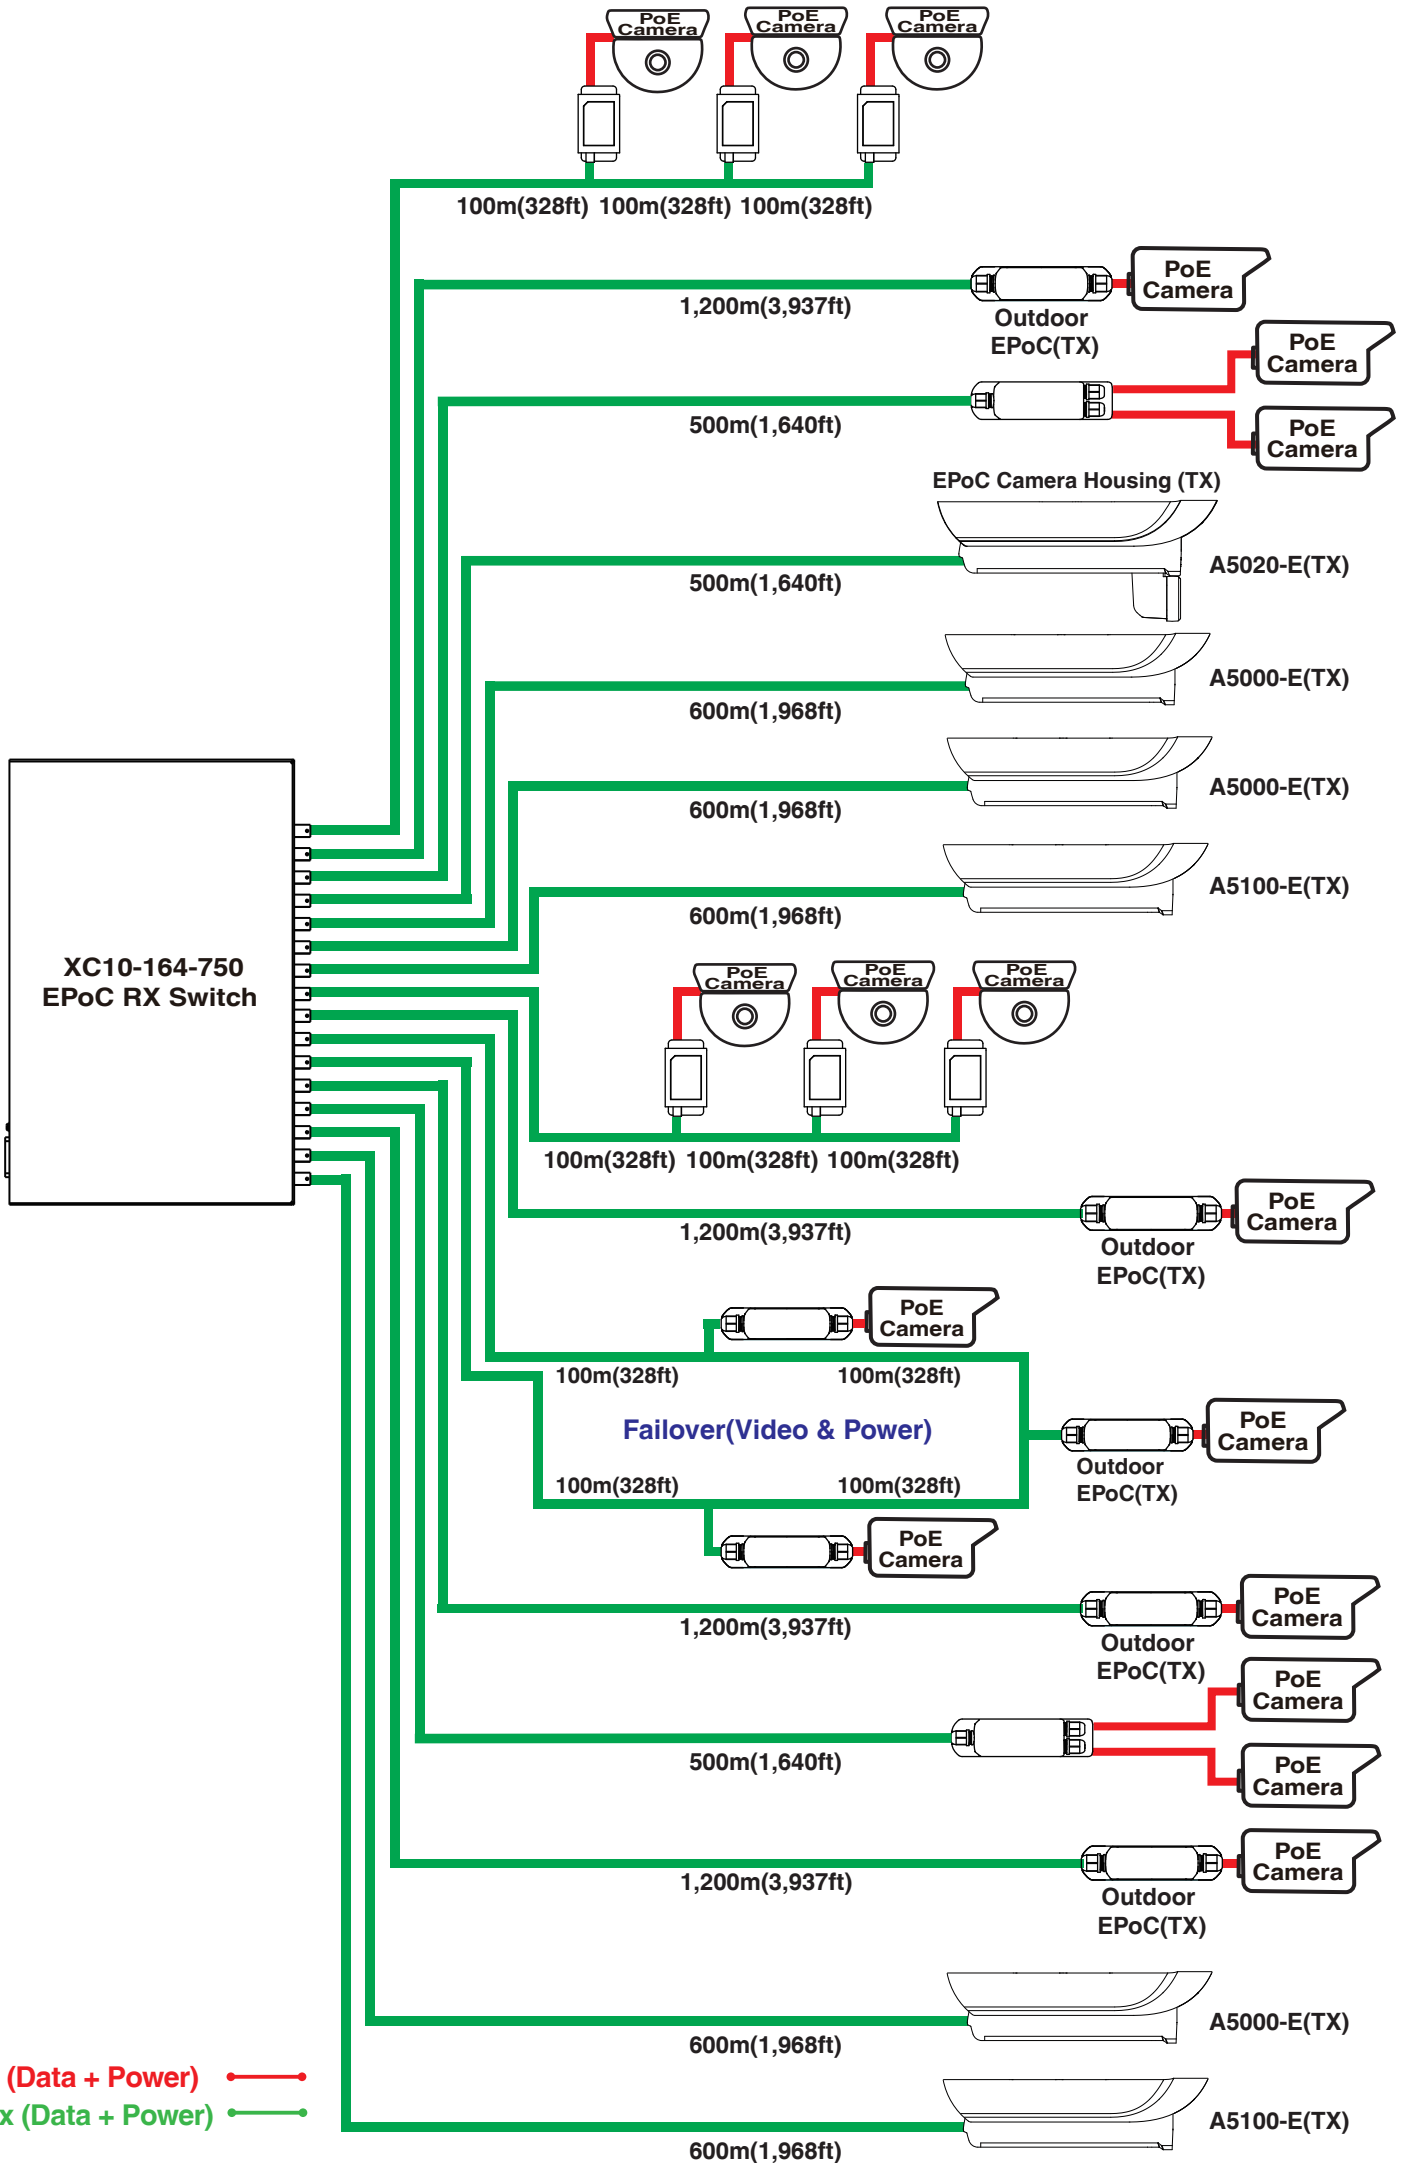 PoE
Camera
PoE
Camera
PoE
Camera
100m(328ft) 100m(328ft) 100m(328ft)
PoE
Camera
1,200m(3,937ft)
Outdoor
EPoC(TX)
PoE
Camera
500m(1,640ft)
PoE
Camera
EPoC Camera Housing (TX)
A5020-E(TX)
500m(1,640ft)
A5000-E(TX)
600m(1,968ft)
A5000-E(TX)
600m(1,968ft)
A5100-E(TX)
600m(1,968ft)
XC10-164-750
EPoC RX Switch
PoE
Camera
PoE
Camera
PoE
Camera
100m(328ft) 100m(328ft) 100m(328ft)
PoE
Camera
1,200m(3,937ft)
Outdoor
EPoC(TX)
PoE
Camera
100m(328ft) 100m(328ft)
Failover(Video & Power)
PoE
Camera
Outdoor
EPoC(TX)
100m(328ft) 100m(328ft)
PoE
Camera
PoE
Camera
1,200m(3,937ft)
Outdoor
EPoC(TX)
PoE
Camera
500m(1,640ft)
PoE
Camera
PoE
Camera
1,200m(3,937ft)
Outdoor
EPoC(TX)
A5000-E(TX)
600m(1,968ft)
(Data + Power)
x (Data + Power)
A5100-E(TX)
600m(1,968ft)